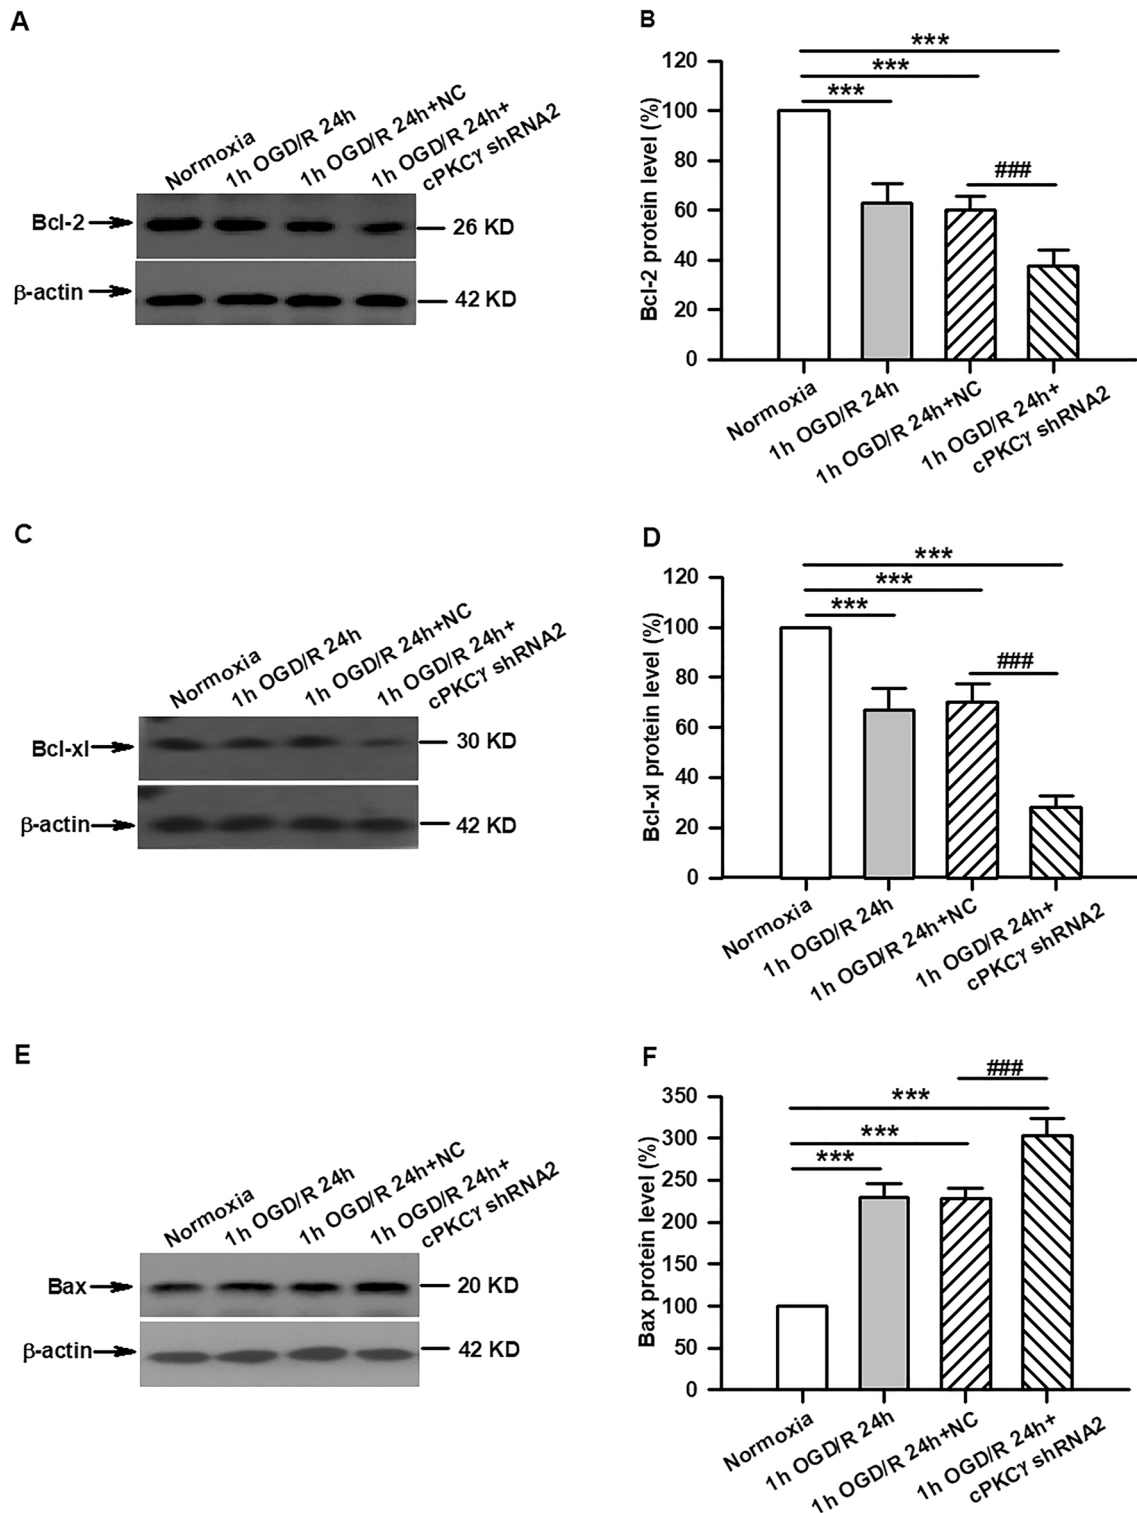 A
Normoxia
1h OGD/R 24h
1h OGD/R 24h+NC
1h OGD/R 24h+
cPKCγ shRNA2
Bcl-2
26 KD
β-actin
42 KD
B
Bcl-2 protein level (%)
120
100
80
60
40
20
0
***
***
***
###
Normoxia
1h OGD/R 24h
1h OGD/R 24h+NC
1h OGD/R 24h+
cPKCγ shRNA2
C
Normoxia
1h OGD/R 24h
1h OGD/R 24h+NC
1h OGD/R 24h+
cPKCγ shRNA2
Bcl-xl
30 KD
β-actin
42 KD
D
Bcl-xl protein level (%)
120
100
80
60
40
20
0
***
***
***
###
Normoxia
1h OGD/R 24h
1h OGD/R 24h+NC
1h OGD/R 24h+
cPKCγ shRNA2
E
Normoxia
1h OGD/R 24h
1h OGD/R 24h+NC
1h OGD/R 24h+
cPKCγ shRNA2
Bax
20 KD
β-actin
42 KD
F
Bax protein level (%)
350
300
250
200
150
100
50
0
###
***
***
***
Normoxia
1h OGD/R 24h
1h OGD/R 24h+NC
1h OGD/R 24h+
cPKCγ shRNA2